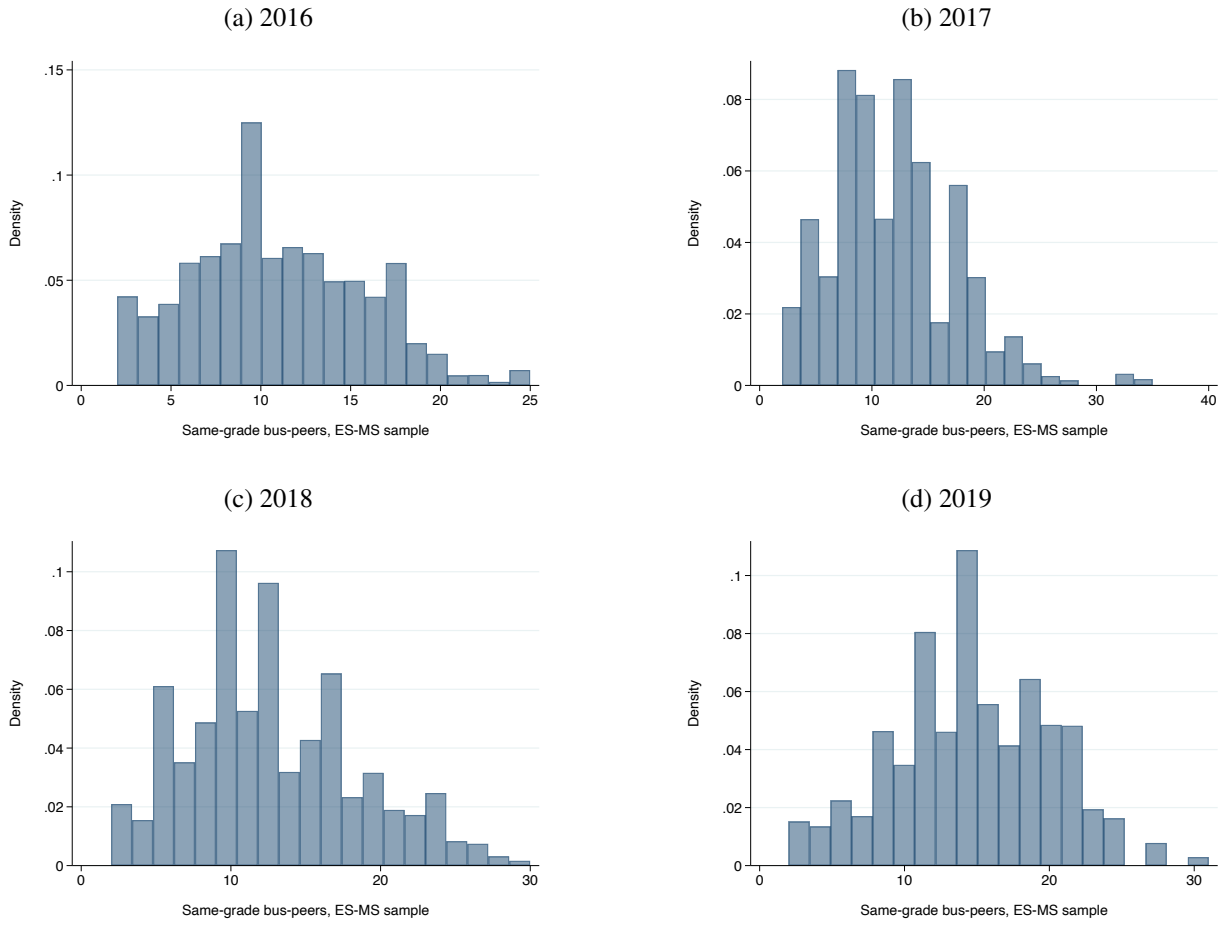 (a) 2016
.15
.1
.05
0
Density
0 5 10 15 20 25
Same-grade bus-peers, ES-MS sample
(b) 2017
.08
.06
.04
.02
0
Density
0 10 20 30 40
Same-grade bus-peers, ES-MS sample
(c) 2018
.1
.08
.06
.04
.02
0
Density
0 10 20 30
Same-grade bus-peers, ES-MS sample
(d) 2019
.1
.08
.06
.04
.02
0
Density
0 10 20 30
Same-grade bus-peers, ES-MS sample